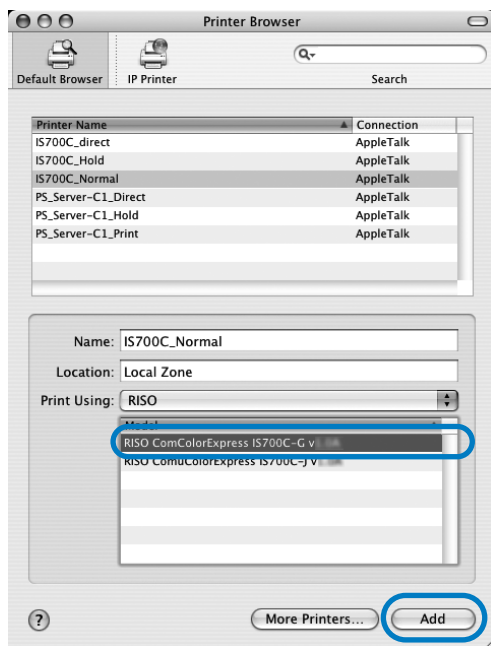 Printer Browser
Default Browser
IP Printer
Q
Search
Printer Name Connection
IS700C_direct AppleTalk
IS700C_Hold AppleTalk
IS700C_Normal AppleTalk
PS_Server-C1_Direct AppleTalk
PS_Server-C1_Hold AppleTalk
PS_Server-C1_Print AppleTalk
Name: IS700C_Normal
Location: Local Zone
Print Using: RISO
Model
RISO ComColorExpress IS700C-G v
RISO ComuColorExpress IS700C-J v
? More Printers... Add